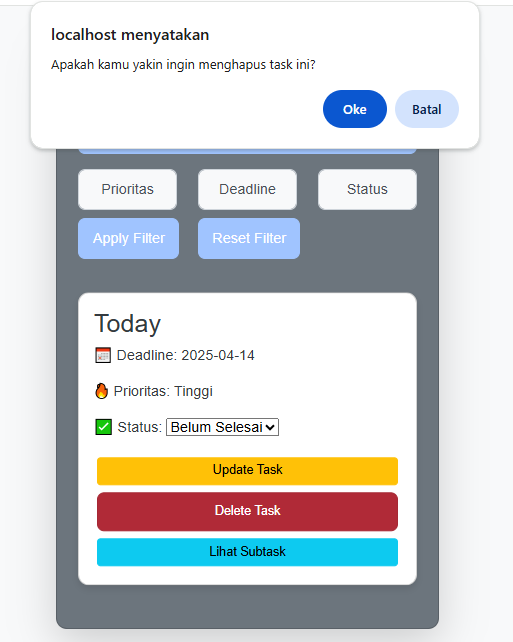 localhost menyatakan
Apakah kamu yakin ingin menghapus task ini?
Oke Batal
Prioritas Deadline Status
Apply Filter Reset Filter
Today
Deadline: 2025-04-14
Prioritas: Tinggi
Status: Belum Selesai
Update Task
Delete Task
Lihat Subtask